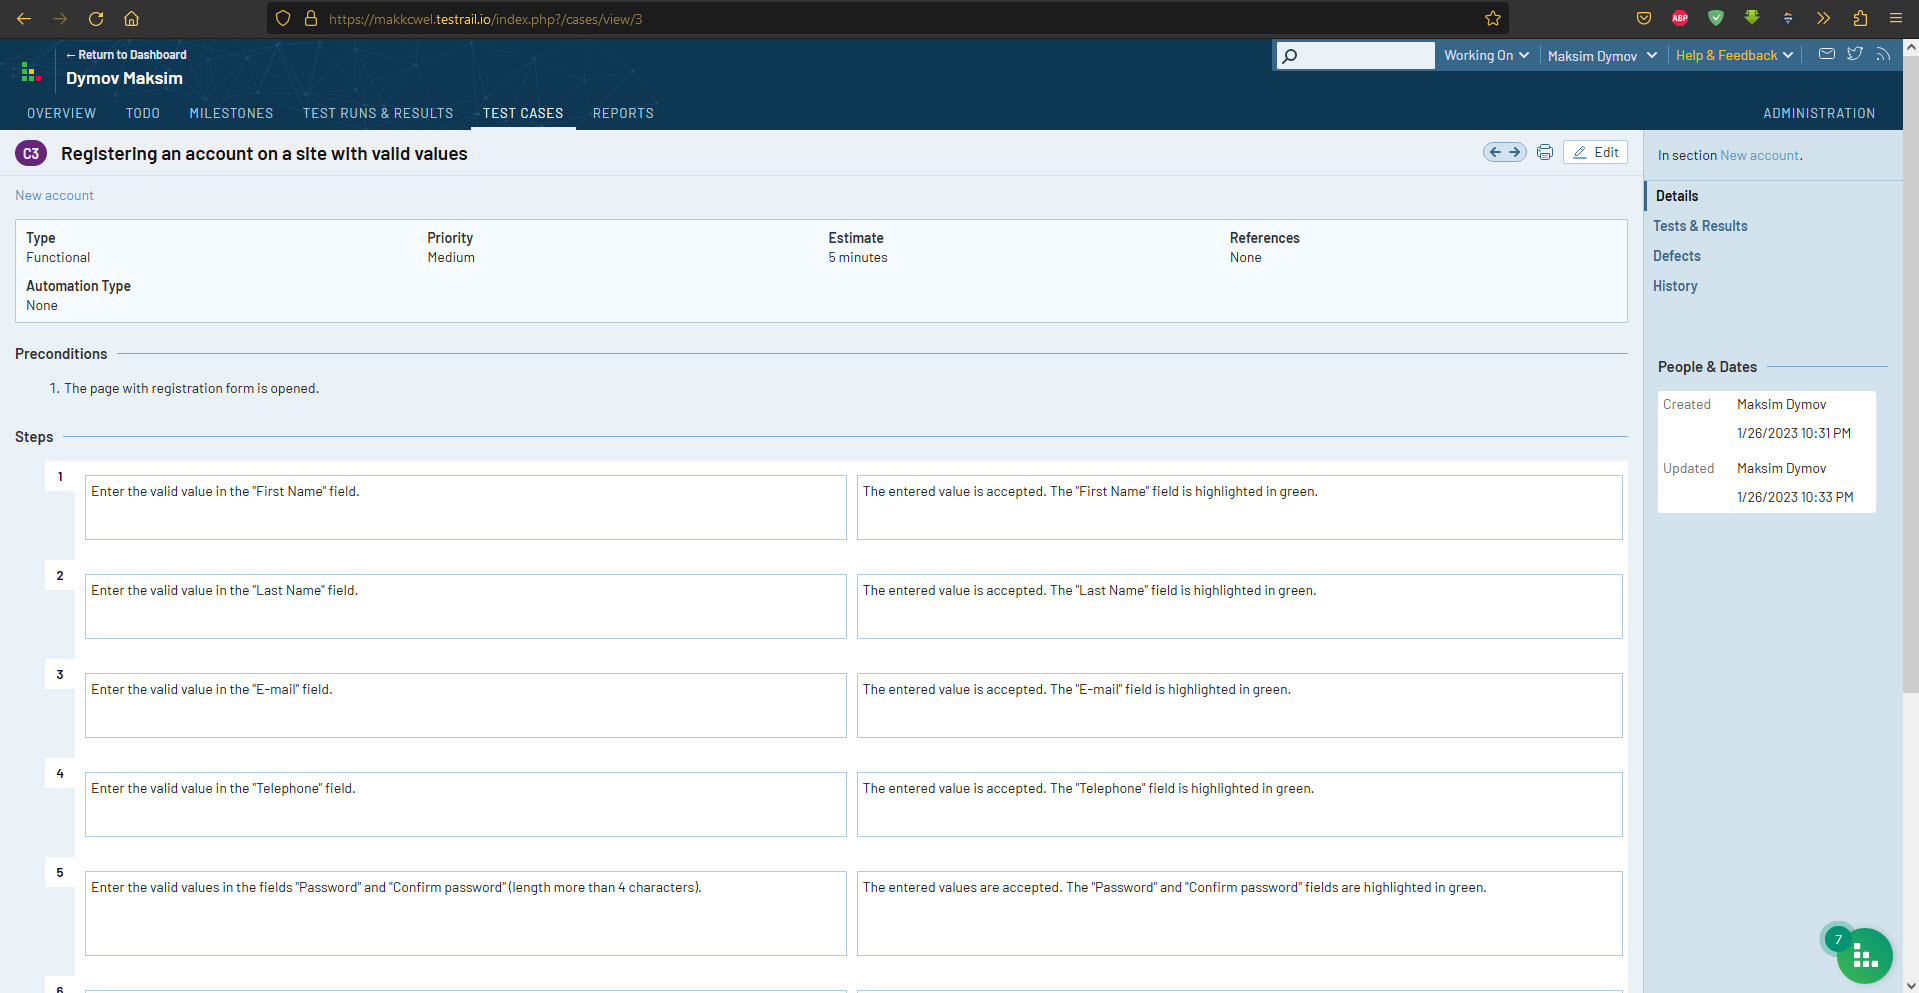 https://makkcwel.testrail.io/index.php?/cases/view/3
ABP
← Return to Dashboard
Dymov Maksim
Working On
Maksim Dymov
Help & Feedback
OVERVIEW TODO MILESTONES TEST RUNS & RESULTS TEST CASES REPORTS ADMINISTRATION
C3 Registering an account on a site with valid values
Edit
In section New account.
New account
Details
Tests & Results
Defects
History
Type Priority Estimate References
Functional Medium 5 minutes None
Automation Type
None
Preconditions
1. The page with registration form is opened.
People & Dates
Created Maksim Dymov
1/26/2023 10:31 PM
Updated Maksim Dymov
1/26/2023 10:33 PM
Steps
1 Enter the valid value in the "First Name" field. The entered value is accepted. The "First Name" field is highlighted in green.
2 Enter the valid value in the "Last Name" field. The entered value is accepted. The "Last Name" field is highlighted in green.
3 Enter the valid value in the "E-mail" field. The entered value is accepted. The "E-mail" field is highlighted in green.
4 Enter the valid value in the "Telephone" field. The entered value is accepted. The "Telephone" field is highlighted in green.
5 Enter the valid values in the fields "Password" and "Confirm password" (length more than 4 characters). The entered values are accepted. The "Password" and "Confirm password" fields are highlighted in green.
7
6